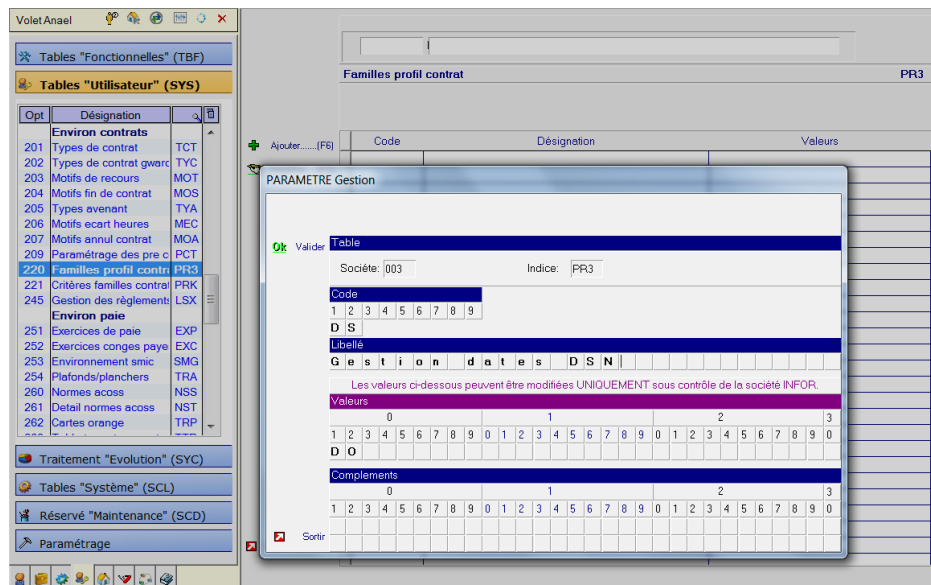 Volet Anael
Tables "Fonctionnelles" (TBF)
Tables "Utilisateur" (SYS)
Opt Désignation
Environ contrats
201 Types de contrat TCT
202 Types de contrat gwarc TYC
203 Motifs de recours MOT
204 Motifs fin de contrat MOS
205 Types avenant TYA
206 Motifs ecart heures MEC
207 Motifs annul contrat MOA
209 Paramétrage des pre c PCT
220 Familles profil contra PR3
221 Critères familles contrat PRK
245 Gestion des règlements LSX
Environ paie
251 Exercices de paie EXP
252 Exercices conges paye EXC
253 Environnement smic SMG
254 Plafonds/planchers TRA
260 Normes acoss NSS
261 Detail normes acoss NST
262 Cartes orange TRP
Traitement "Evolution" (SYC)
Tables "Système" (SCL)
Réservé "Maintenance" (SCD)
Paramétrage
Familles profil contrat PR3
Ajouter......(F6)
Code Désignation Valeurs
PARAMETRE Gestion
Ok Valider
Table
Sociéte: 003 Indice: PR3
Code
1 2 3 4 5 6 7 8 9
D S
Libellé
Gestion dates DSN
Les valeurs ci-dessous peuvent être modifiées UNIQUEMENT sous contrôle de la société INFOR.
Valeurs
0 1 2 3
1 2 3 4 5 6 7 8 9 0 1 2 3 4 5 6 7 8 9 0 1 2 3 4 5 6 7 8 9 0
D O
Complements
0 1 2 3
1 2 3 4 5 6 7 8 9 0 1 2 3 4 5 6 7 8 9 0 1 2 3 4 5 6 7 8 9 0
Sortir